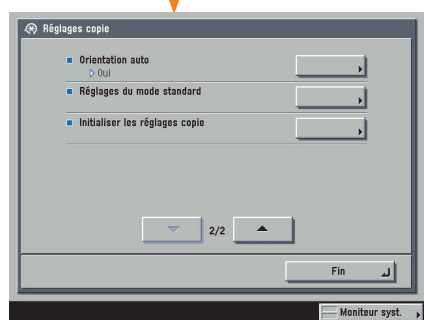 Réglages copie
Orientation auto
Oui
Réglages du mode standard
Initialiser les réglages copie
2/2
Fin
Moniteur syst.